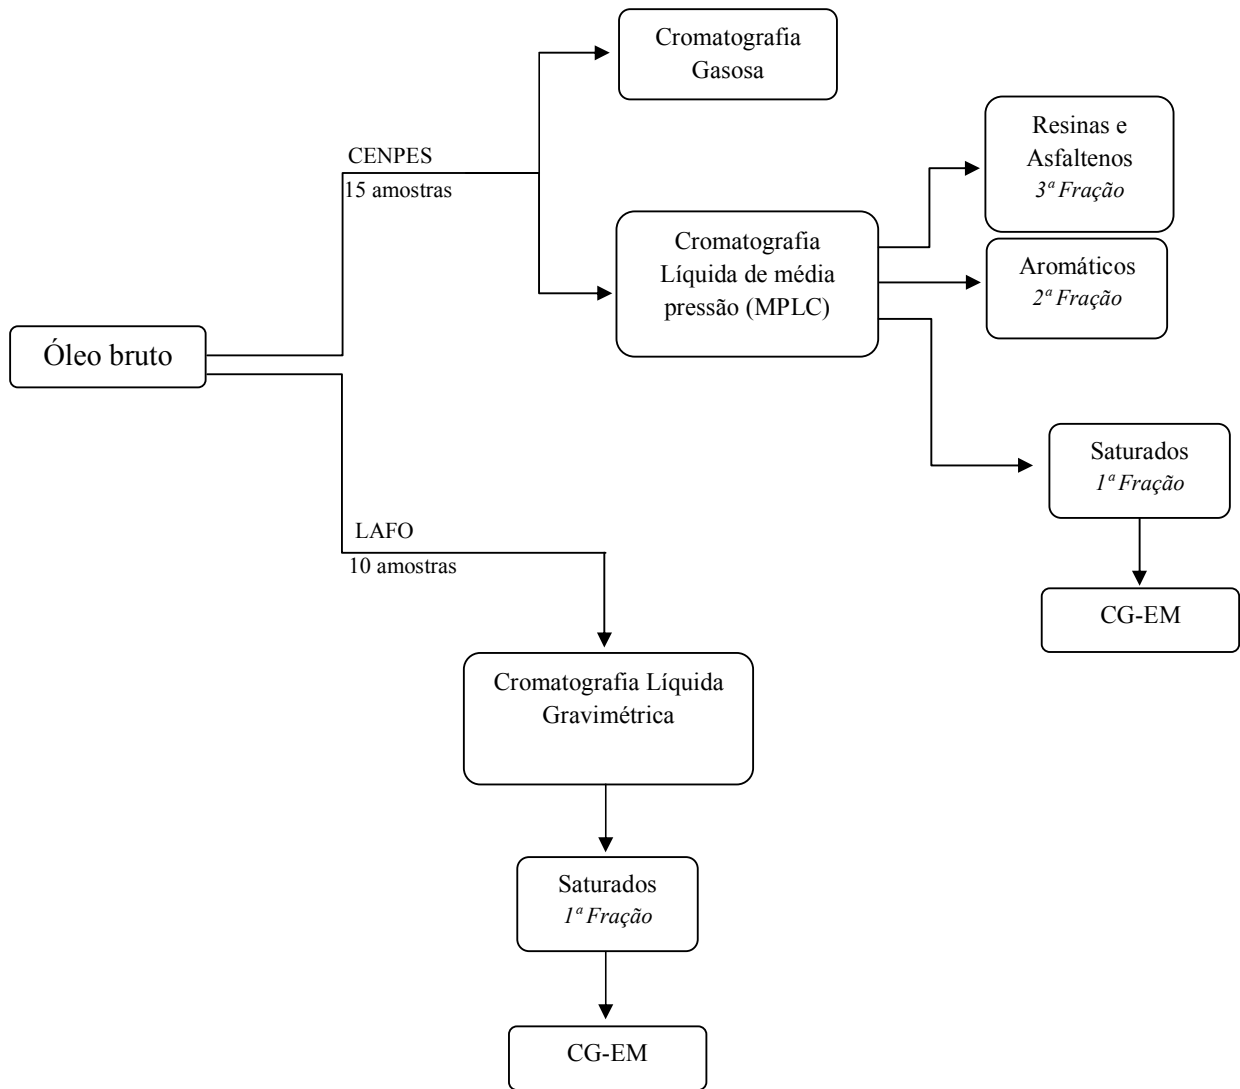 Cromatografia
Gasosa
Resinas e
Asfaltenos
3ª Fração
CENPES
15 amostras
Cromatografia
Líquida de média
pressão (MPLC)
Aromáticos
2ª Fração
Óleo bruto
Saturados
1ª Fração
LAFO
10 amostras
CG-EM
Cromatografia Líquida
Gravimétrica
Saturados
1ª Fração
CG-EM